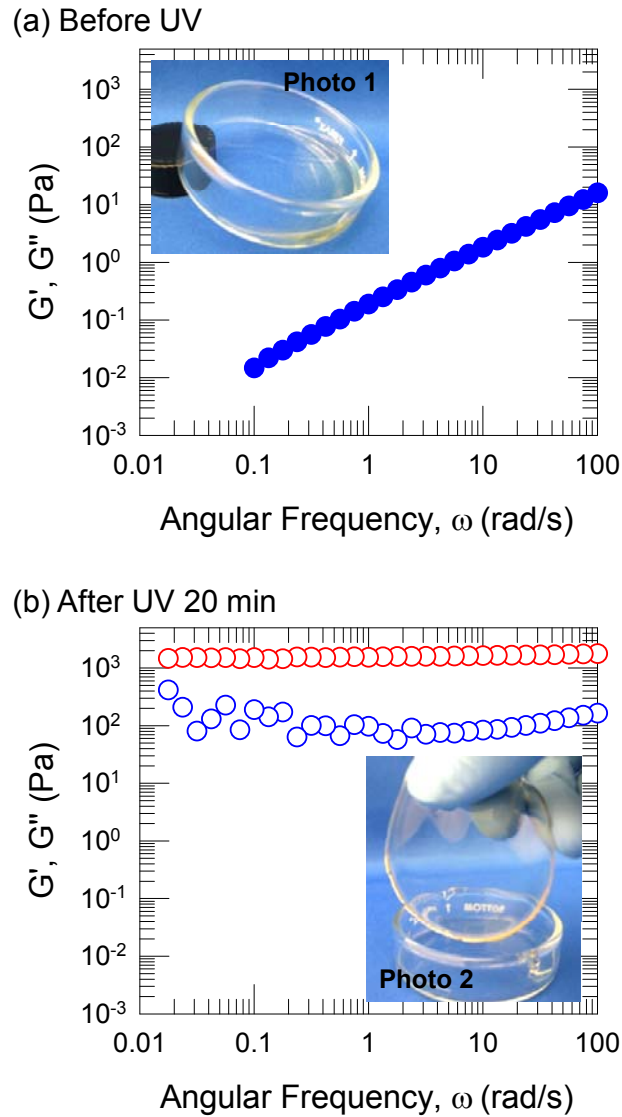 (a) Before UV
Photo 1
10³
10²
10¹
10⁰
10⁻¹
10⁻²
10⁻³
G', G" (Pa)
0.01 0.1 1 10 100
Angular Frequency, ω (rad/s)
(b) After UV 20 min
10³
10²
10¹
10⁰
10⁻¹
10⁻²
10⁻³
G', G" (Pa)
Photo 2
0.01 0.1 1 10 100
Angular Frequency, ω (rad/s)